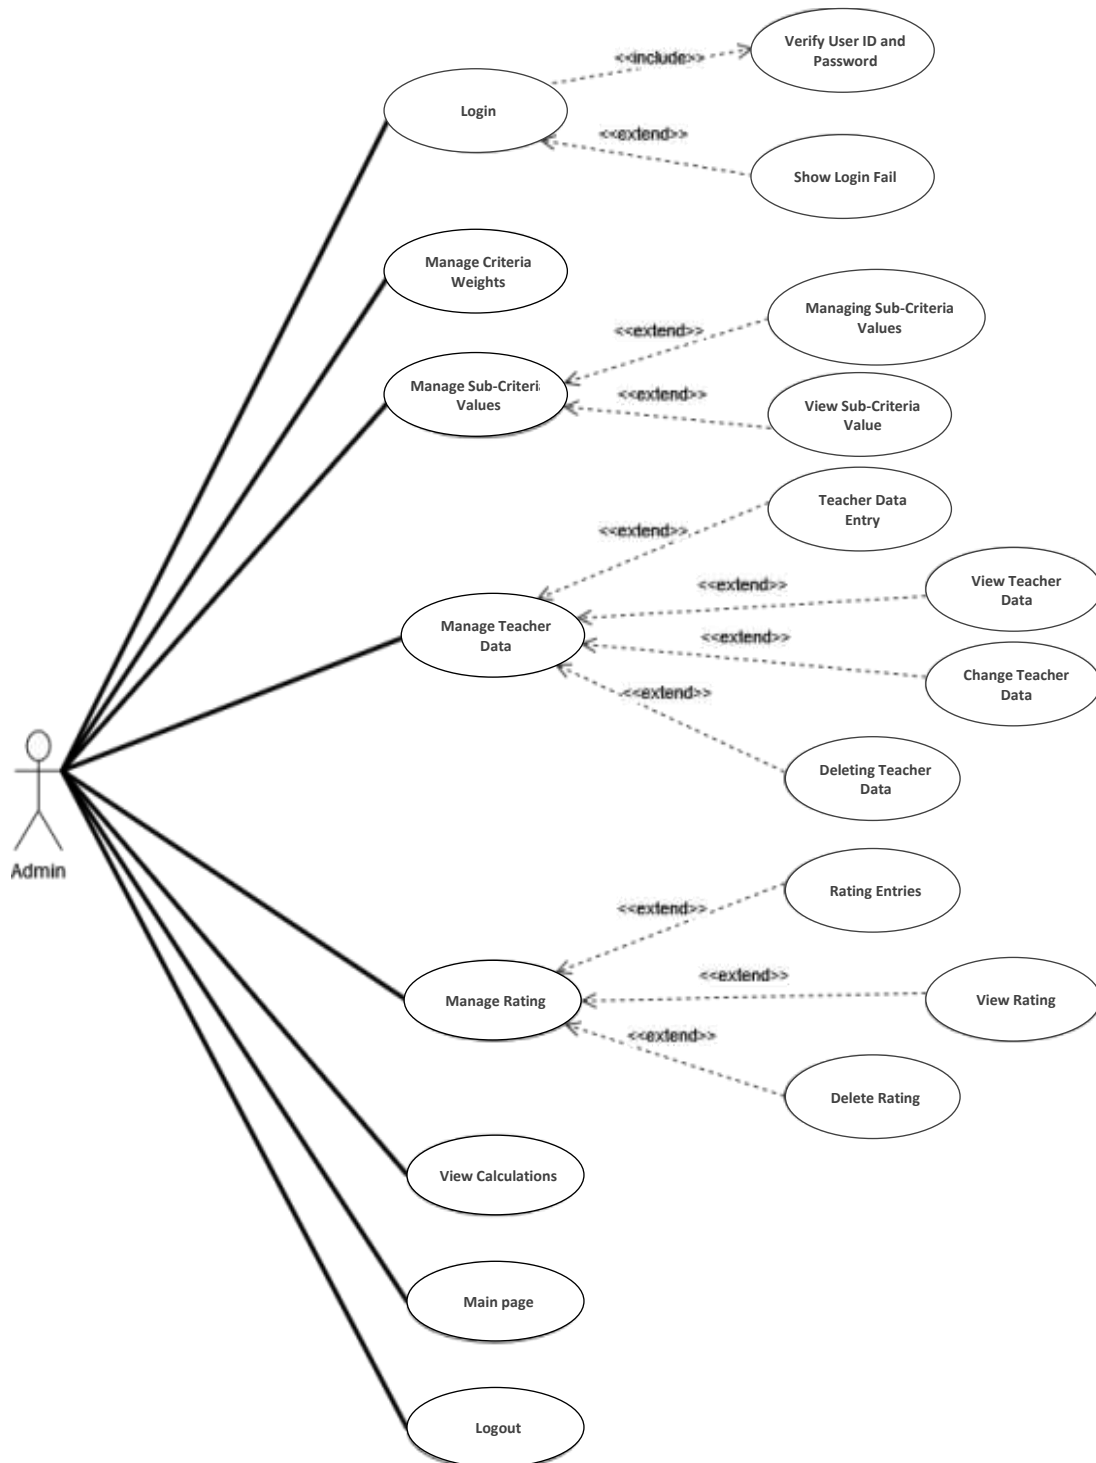 Verify User ID and
Password
<<include>>
Login
<<extend>>
Show Login Fail
Manage Criteria
Weights
Managing Sub-Criteria
Values
<<extend>>
Manage Sub-Criteria
Values
<<extend>>
View Sub-Criteria
Value
Teacher Data
Entry
<<extend>>
View Teacher
Data
<<extend>>
Manage Teacher
Data
<<extend>>
Change Teacher
Data
<<extend>>
Deleting Teacher
Data
Admin
Rating Entries
<<extend>>
<<extend>>
Manage Rating
View Rating
<<extend>>
Delete Rating
View Calculations
Main page
Logout